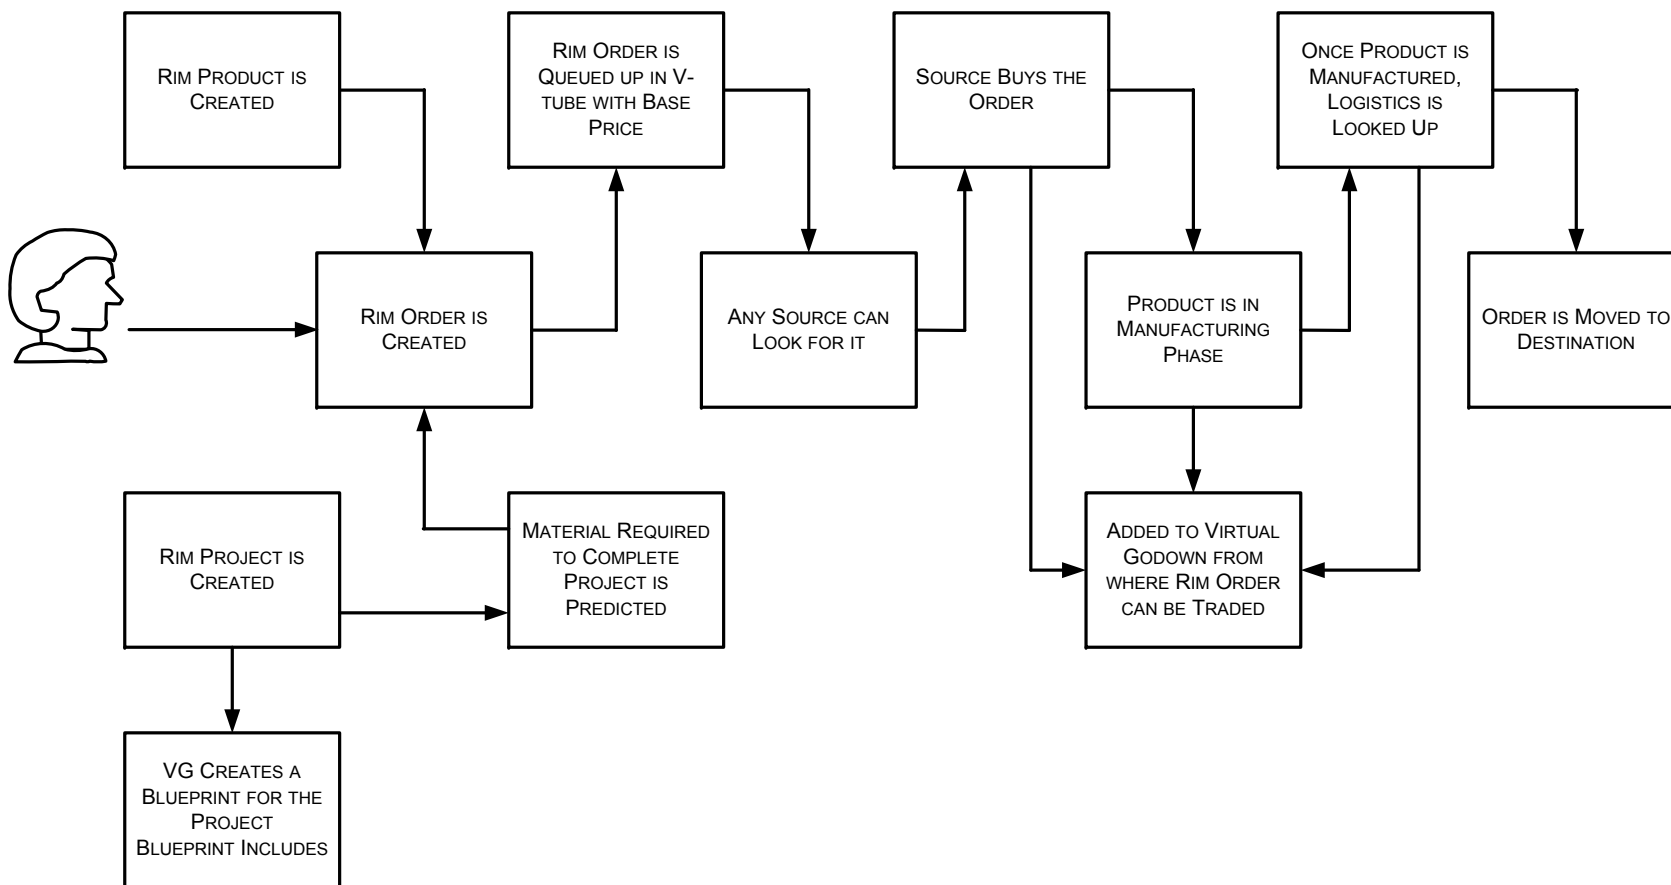 RIM PRODUCT IS
CREATED
RIM ORDER IS
QUEUED UP IN V-
TUBE WITH BASE
PRICE
SOURCE BUYS THE
ORDER
ONCE PRODUCT IS
MANUFACTURED,
LOGISTICS IS
LOOKED UP
RIM ORDER IS
CREATED
ANY SOURCE CAN
LOOK FOR IT
PRODUCT IS IN
MANUFACTURING
PHASE
ORDER IS MOVED TO
DESTINATION
RIM PROJECT IS
CREATED
MATERIAL REQUIRED
TO COMPLETE
PROJECT IS
PREDICTED
ADDED TO VIRTUAL
GODOWN FROM
WHERE RIM ORDER
CAN BE TRADED
VG CREATES A
BLUEPRINT FOR THE
PROJECT
BLUEPRINT INCLUDES